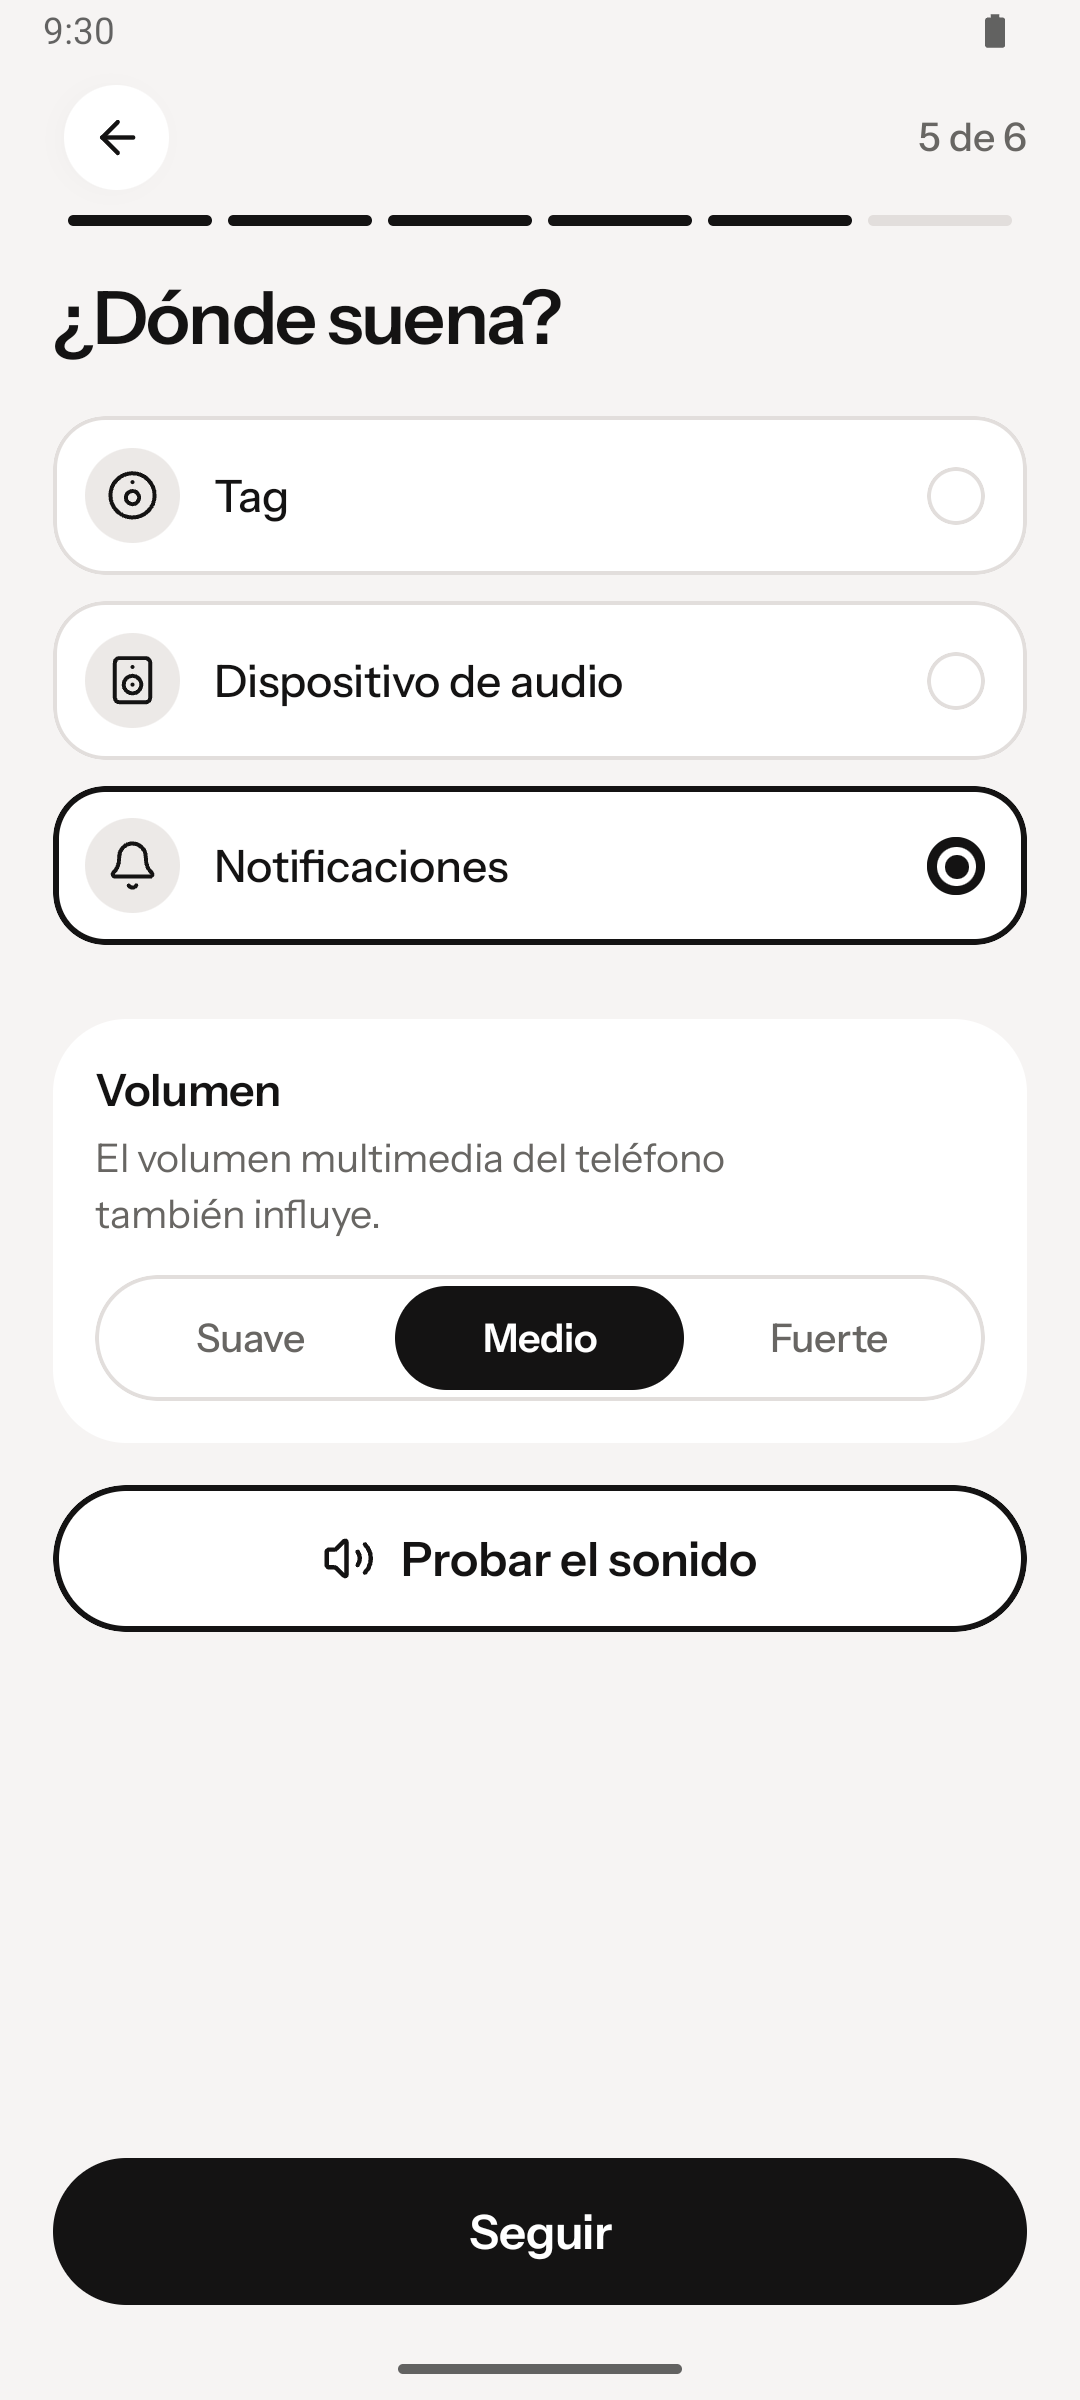 9:30
5 de 6
¿Dónde suena?
Tag
Dispositivo de audio
Notificaciones
Volumen
El volumen multimedia del teléfono
también influye.
Suave
Medio
Fuerte
Probar el sonido
Seguir